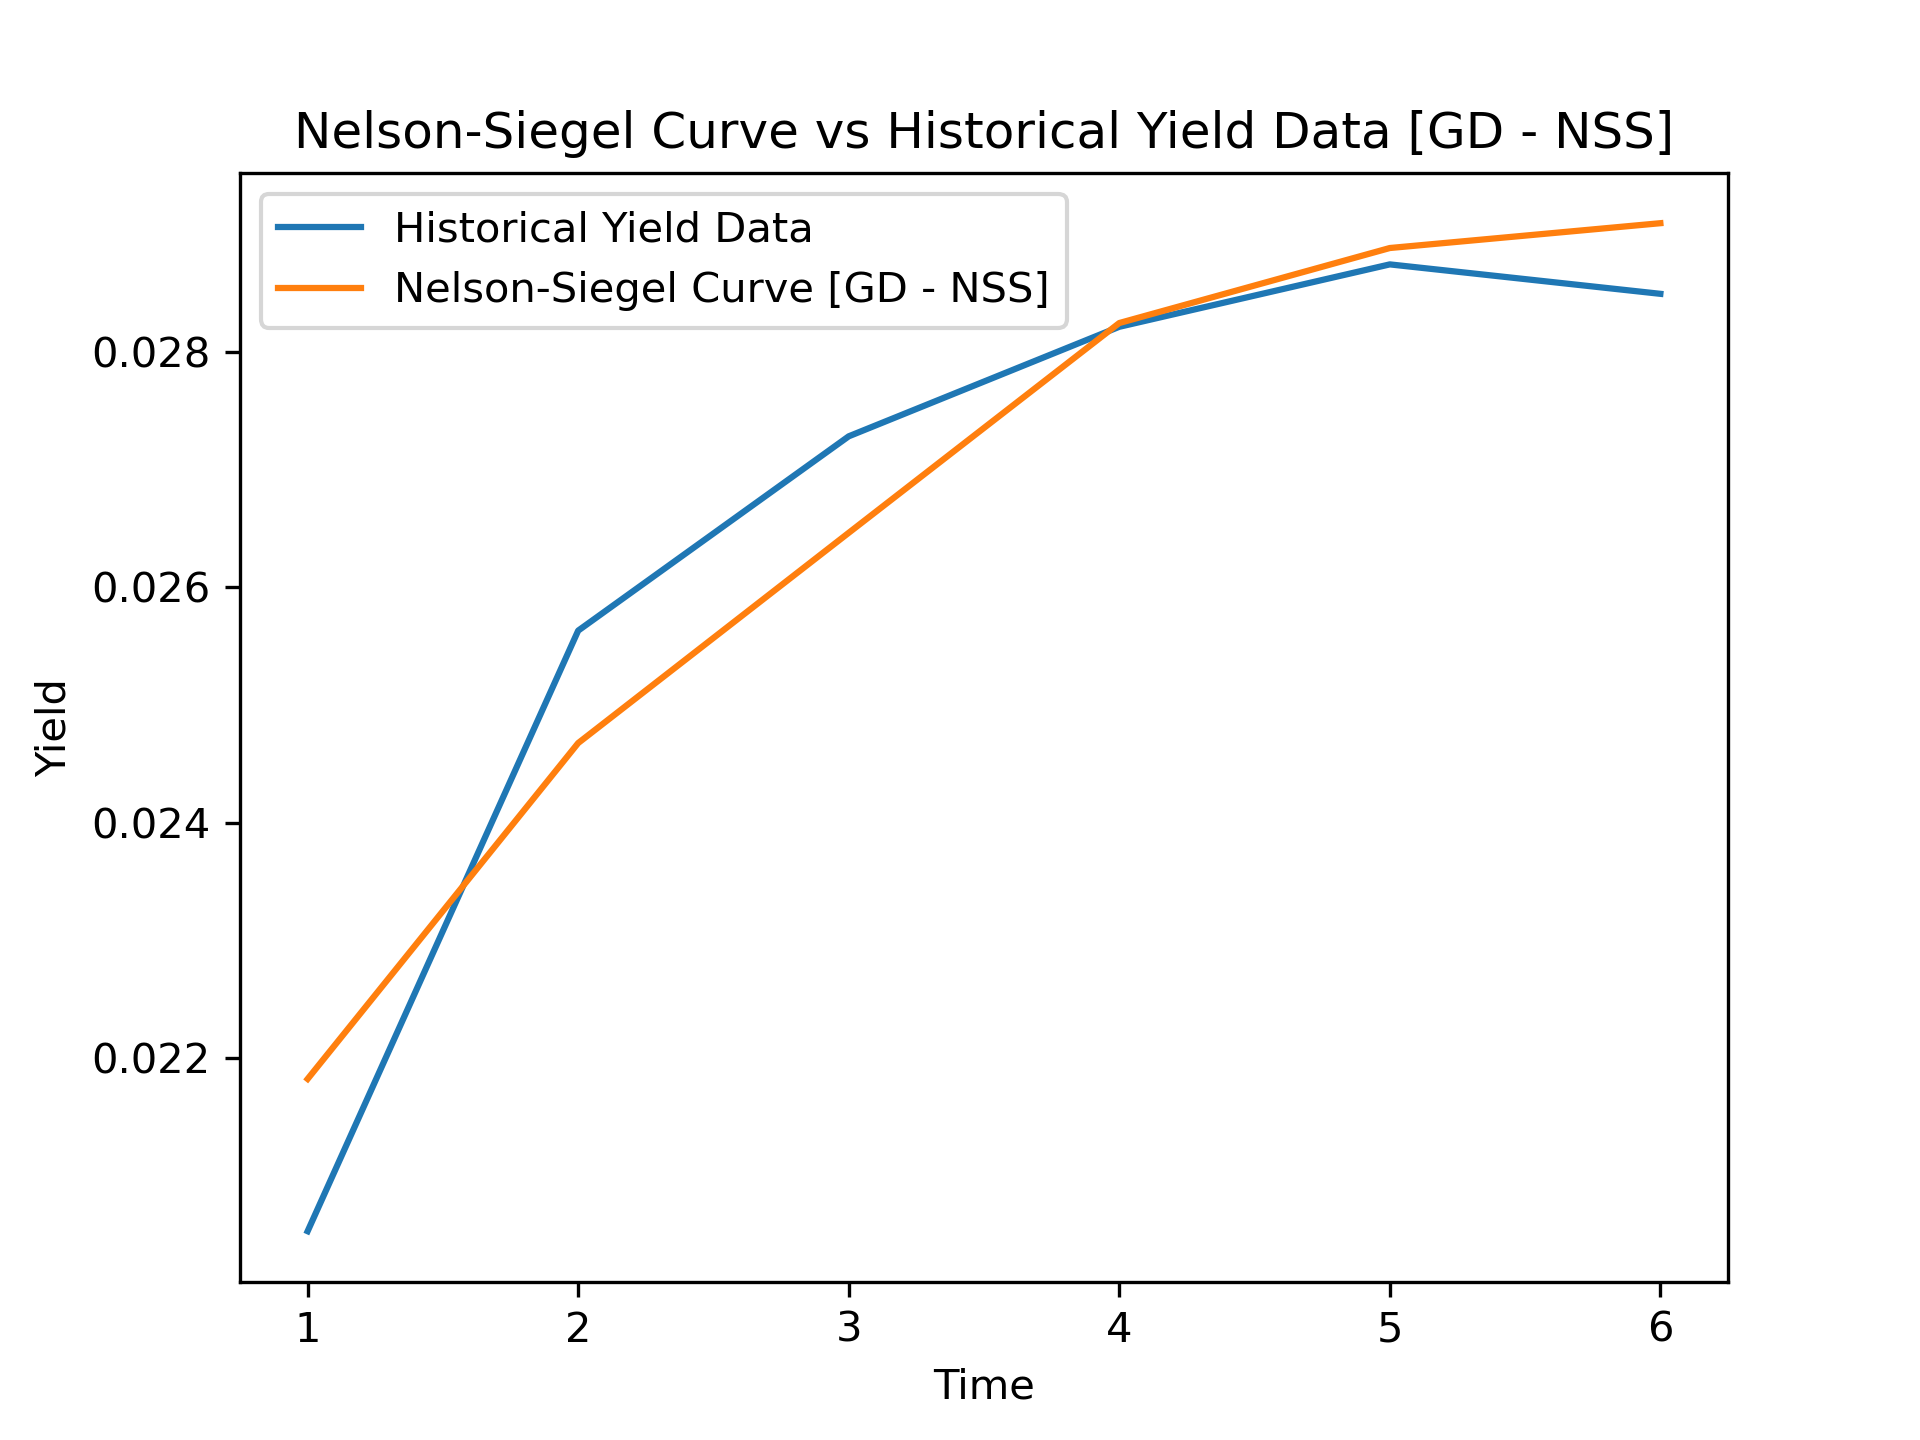 Nelson-Siegel Curve vs Historical Yield Data [GD - NSS]
Historical Yield Data
Nelson-Siegel Curve [GD - NSS]
0.028
0.026
0.024
0.022
Yield
1 2 3 4 5 6
Time